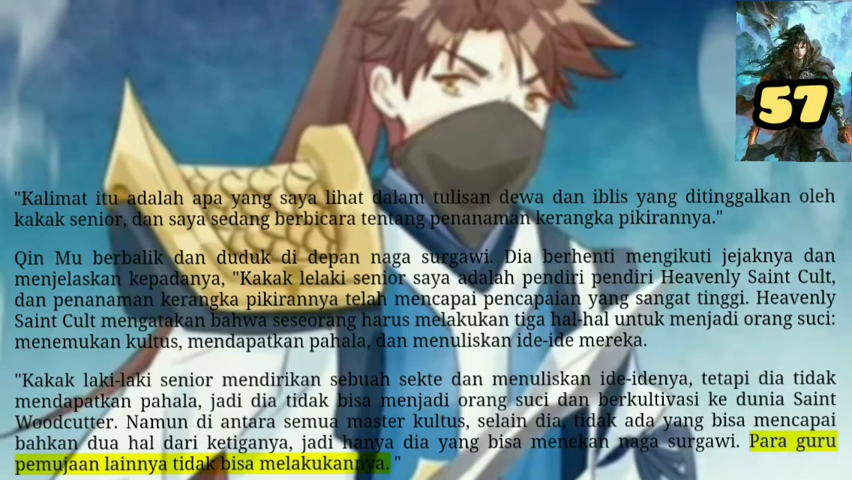 57
"Kalimat itu adalah apa yang saya lihat dalam tulisan dewa dan iblis yang ditinggalkan oleh
kakak senior, dan saya sedang berbicara tentang penanaman kerangka pikirannya."
Qin Mu berbalik dan duduk di depan naga surgawi. Dia berhenti mengikuti jejaknya dan
menjelaskan kepadanya, "Kakak lelaki senior saya adalah pendiri pendiri Heavenly Saint Cult,
dan penanaman kerangka pikirannya telah mencapai pencapaian yang sangat tinggi. Heavenly
Saint Cult mengatakan bahwa seseorang harus melakukan tiga hal-hal untuk menjadi orang suci:
menemukan kultus, mendapatkan pahala, dan menuliskan ide-ide mereka.
"Kakak laki-laki senior mendirikan sebuah sekte dan menuliskan ide-idenya, tetapi dia tidak
mendapatkan pahala, jadi dia tidak bisa menjadi orang suci dan berkultivasi ke dunia Saint
Woodcutter. Namun di antara semua master kultus, selain dia, tidak ada yang bisa mencapai
bahkan dua hal dari ketiganya, jadi hanya dia yang bisa menekan naga surgawi. Para guru
pemujaan lainnya tidak bisa melakukannya. "